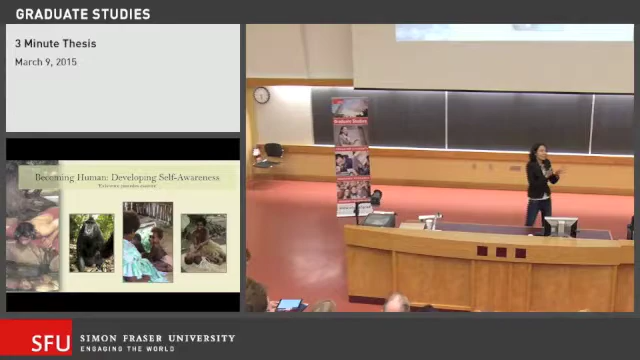 GRADUATE STUDIES
3 Minute Thesis
March 9, 2015
Becoming Human: Developing Self-Awareness
SFU
SIMON FRASER UNIVERSITY
ENGAGING THE WORLD
Graduate Studies